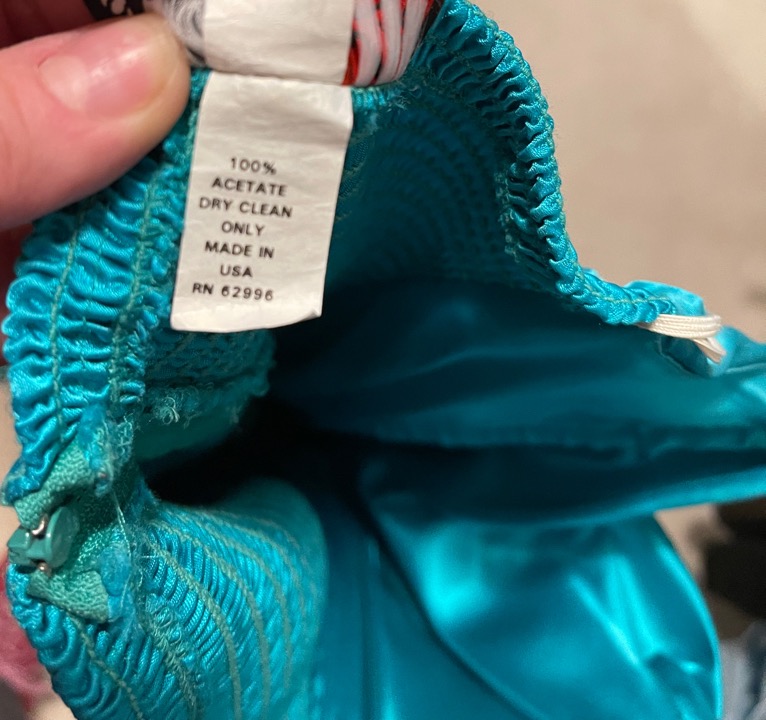 100%
ACETATE
DRY CLEAN
ONLY
MADE IN
USA
RN 62996